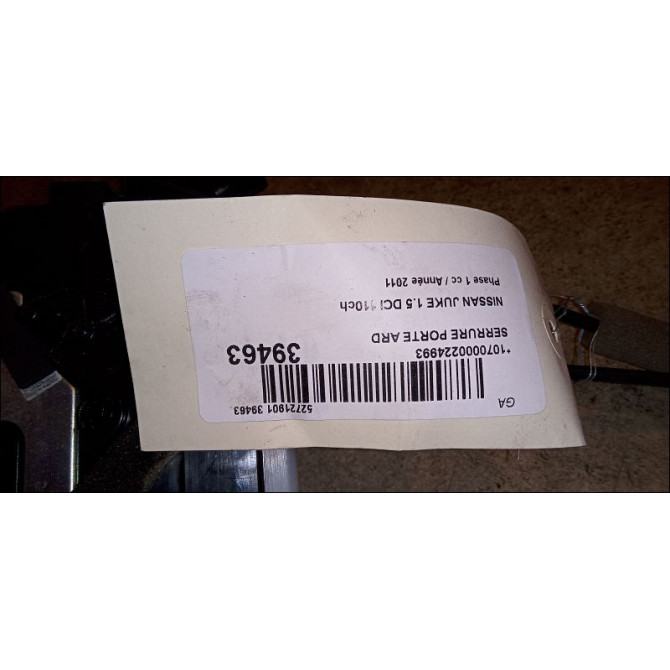 GA
52721901 39463
*1070000224993
39463
SERRURE PORTE ARD
NISSAN JUKE 1.5 DCI 110ch
Phase 1 cc / Année 2011